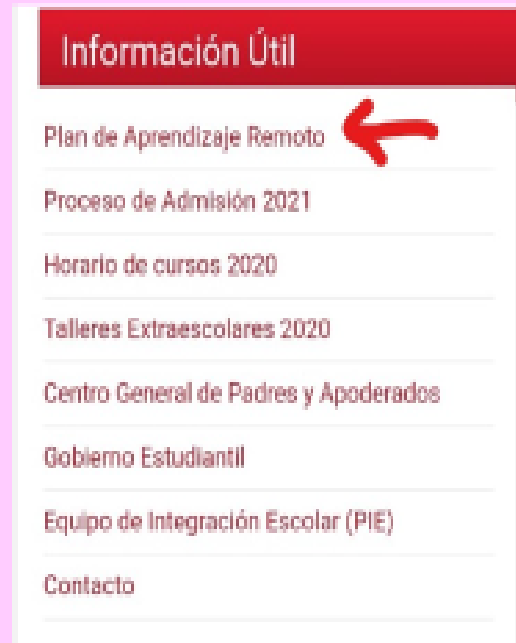 Información Útil
Plan de Aprendizaje Remoto
Proceso de Admisión 2021
Horario de cursos 2020
Talleres Extraescolares 2020
Centro General de Padres y Apoderados
Gobierno Estudiantil
Equipo de Integración Escolar (PIE)
Contacto